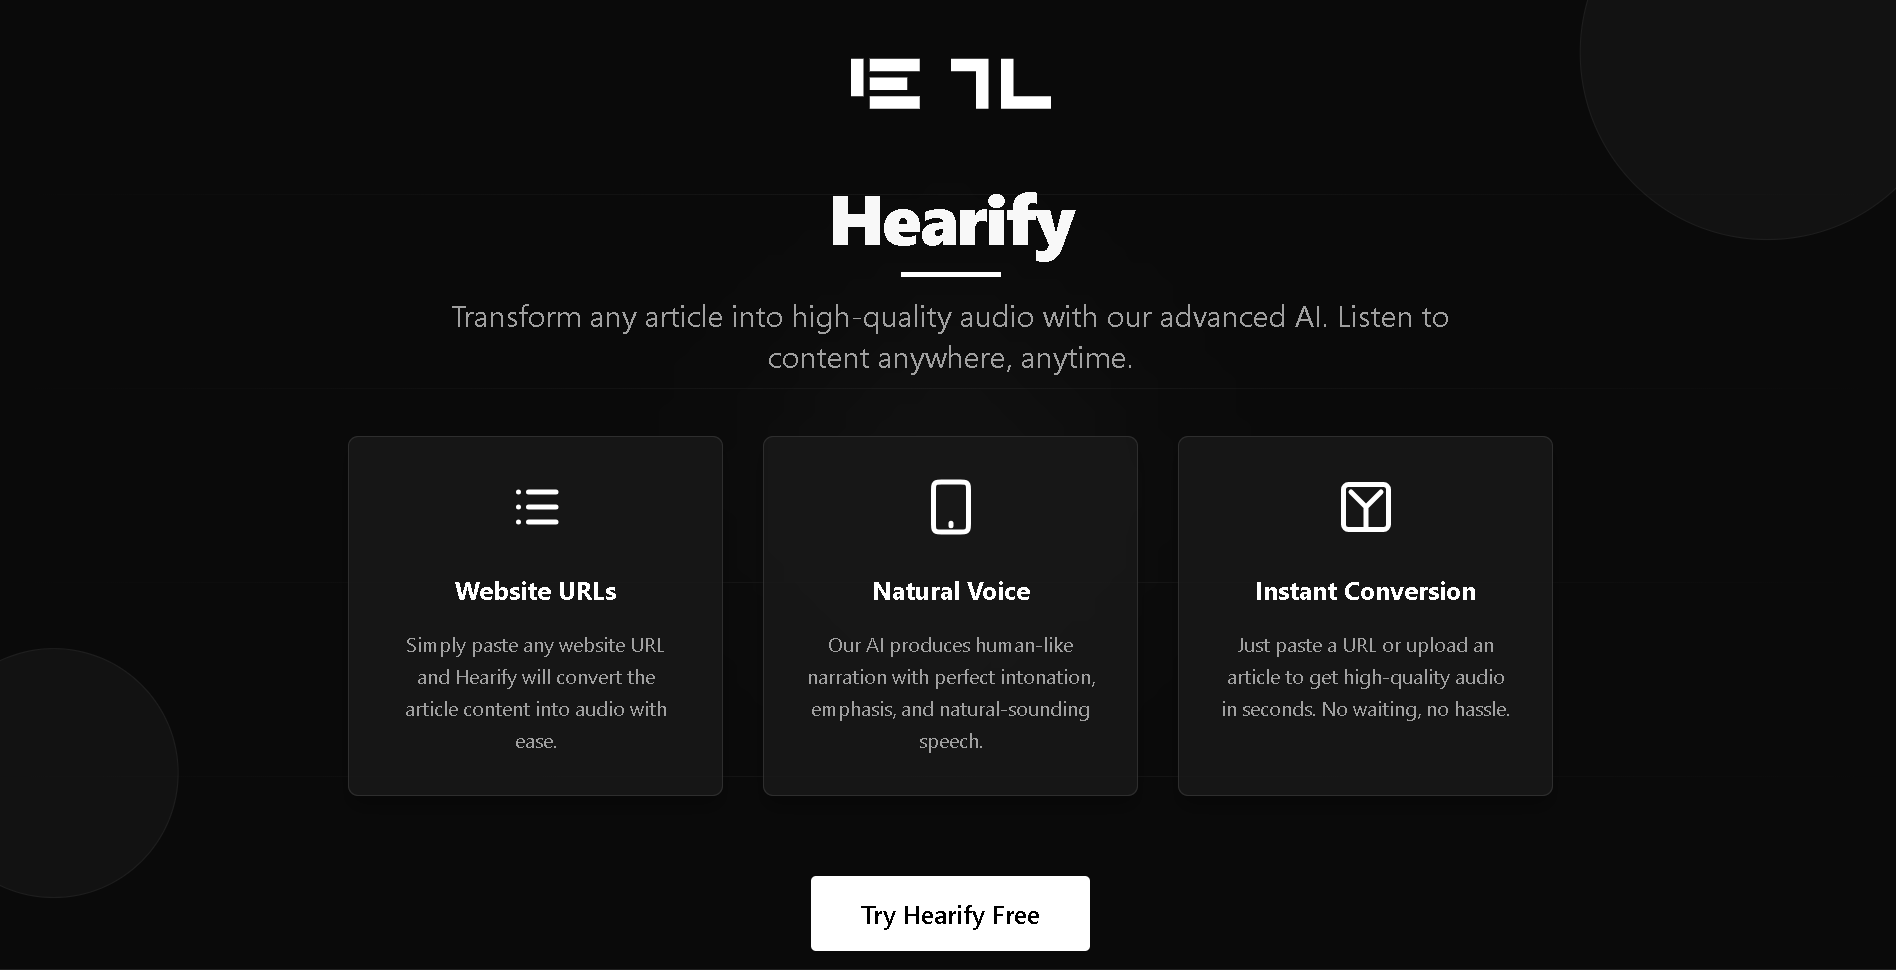 Hearify
Transform any article into high-quality audio with our advanced AI. Listen to
content anywhere, anytime.
Website URLs
Simply paste any website URL
and Hearify will convert the
article content into audio with
ease.
Natural Voice
Our AI produces human-like
narration with perfect intonation,
emphasis, and natural-sounding
speech.
Instant Conversion
Just paste a URL or upload an
article to get high-quality audio
in seconds. No waiting, no hassle.
Try Hearify Free